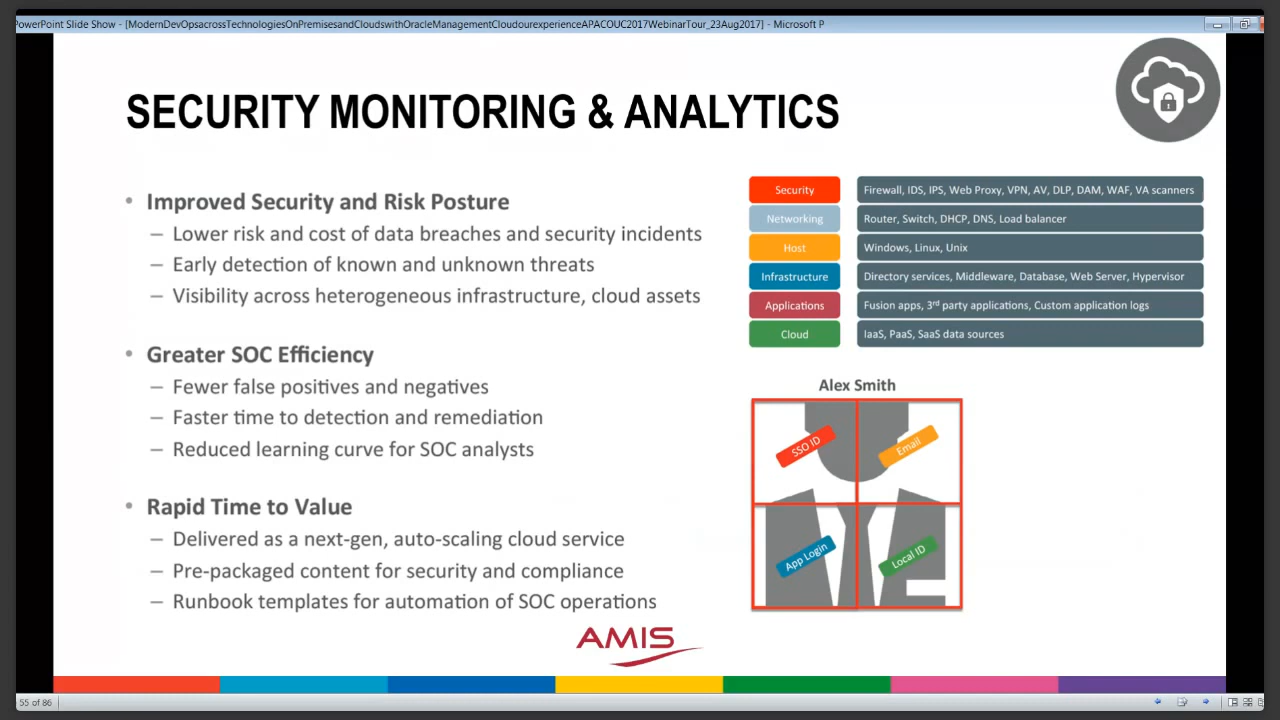 PowerPoint Slide Show - [ModernDevOpsacrossTechnologiesOnPremisesandCloudswithOracleManagementCloudourexperienceAPACOUC2017WebinarTour_23Aug2017] - Microsoft P
SECURITY MONITORING & ANALYTICS
• Improved Security and Risk Posture
– Lower risk and cost of data breaches and security incidents
– Early detection of known and unknown threats
– Visibility across heterogeneous infrastructure, cloud assets
• Greater SOC Efficiency
– Fewer false positives and negatives
– Faster time to detection and remediation
– Reduced learning curve for SOC analysts
• Rapid Time to Value
– Delivered as a next-gen, auto-scaling cloud service
– Pre-packaged content for security and compliance
– Runbook templates for automation of SOC operations
Security Firewall, IDS, IPS, Web Proxy, VPN, AV, DLP, DAM, WAF, VA scanners
Networking Router, Switch, DHCP, DNS, Load balancer
Host Windows, Linux, Unix
Infrastructure Directory services, Middleware, Database, Web Server, Hypervisor
Applications Fusion apps, 3rd party applications, Custom application logs
Cloud IaaS, PaaS, SaaS data sources
Alex Smith
SSO ID
Email
App Login
Local ID
AMIS
55 of 86